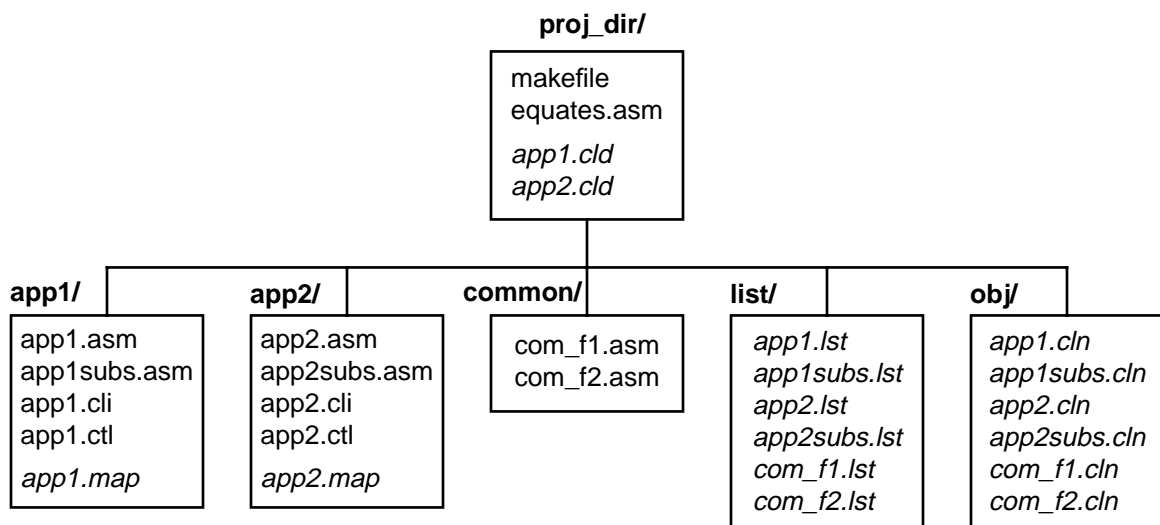 proj_dir/
makefile
equates.asm
app1.cld
app2.cld
app1/
app1.asm
app1subs.asm
app1.cli
app1.ctl
app1.map
app2/
app2.asm
app2subs.asm
app2.cli
app2.ctl
app2.map
common/
com_f1.asm
com_f2.asm
list/
app1.lst
app1subs.lst
app2.lst
app2subs.lst
com_f1.lst
com_f2.lst
obj/
app1.cln
app1subs.cln
app2.cln
app2subs.cln
com_f1.cln
com_f2.cln